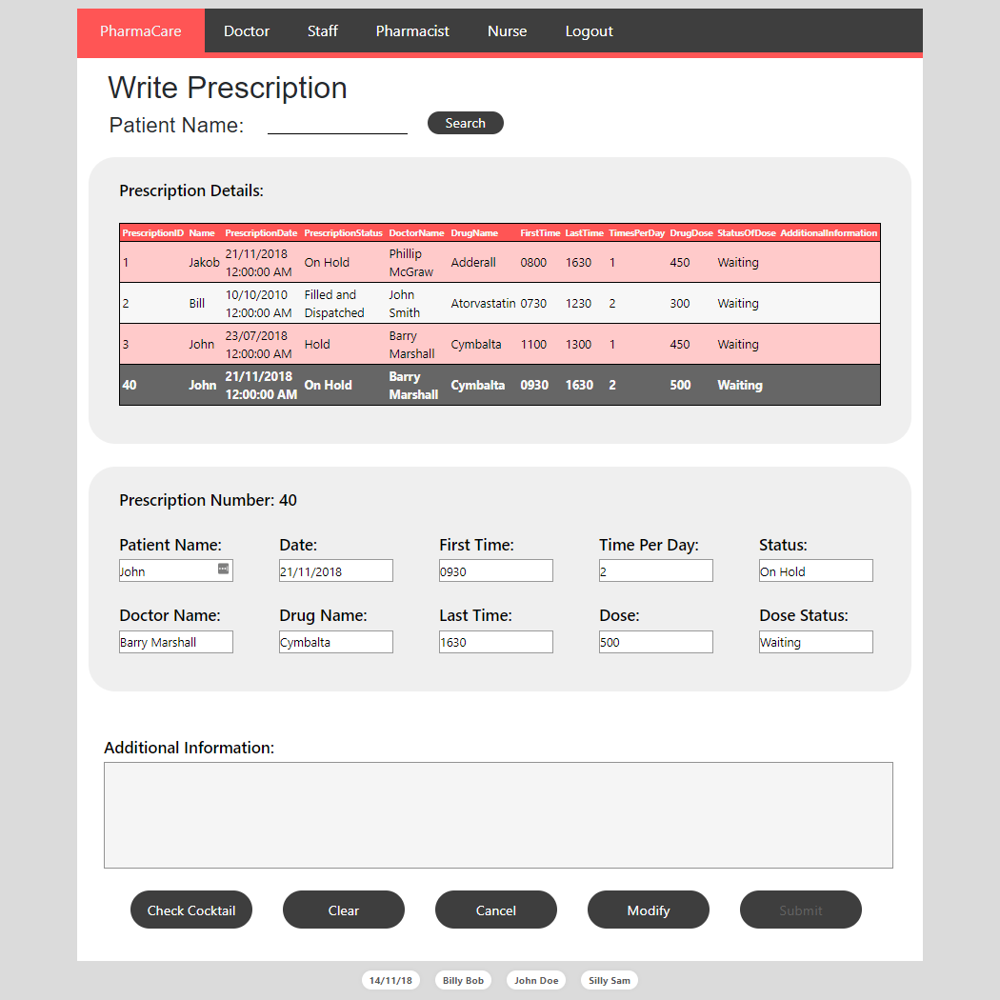 PharmaCare Doctor Staff Pharmacist Nurse Logout
Write Prescription
Patient Name: Search
Prescription Details:
PrescriptionID Name PrescriptionDate PrescriptionStatus DoctorName DrugName FirstTime LastTime TimesPerDay DrugDose StatusOfDose AdditionalInformation
1 Jakob 21/11/2018 12:00:00 AM On Hold Phillip McGraw Adderall 0800 1630 1 450 Waiting
2 Bill 10/10/2010 12:00:00 AM Filled and Dispatched John Smith Atorvastatin 0730 1230 2 300 Waiting
3 John 23/07/2018 12:00:00 AM Hold Barry Marshall Cymbalta 1100 1300 1 450 Waiting
40 John 21/11/2018 12:00:00 AM On Hold Barry Marshall Cymbalta 0930 1630 2 500 Waiting
Prescription Number: 40
Patient Name: Date: First Time: Time Per Day: Status:
John 21/11/2018 0930 2 On Hold
Doctor Name: Drug Name: Last Time: Dose: Dose Status:
Barry Marshall Cymbalta 1630 500 Waiting
Additional Information:
Check Cocktail Clear Cancel Modify Submit
14/11/18 Billy Bob John Doe Silly Sam